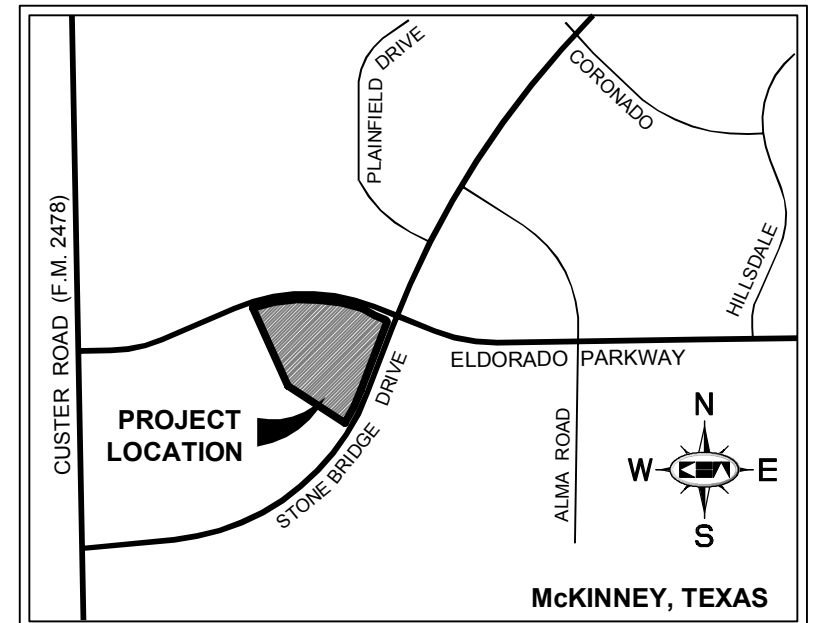 PLAINFIELD DRIVE
CORONADO
CUSTER ROAD (F.M. 2478)
HILLSDALE
ELDORADO PARKWAY
STONE BRIDGE DRIVE
PROJECT
LOCATION
ALMA ROAD
N
W
E
S
McKINNEY, TEXAS